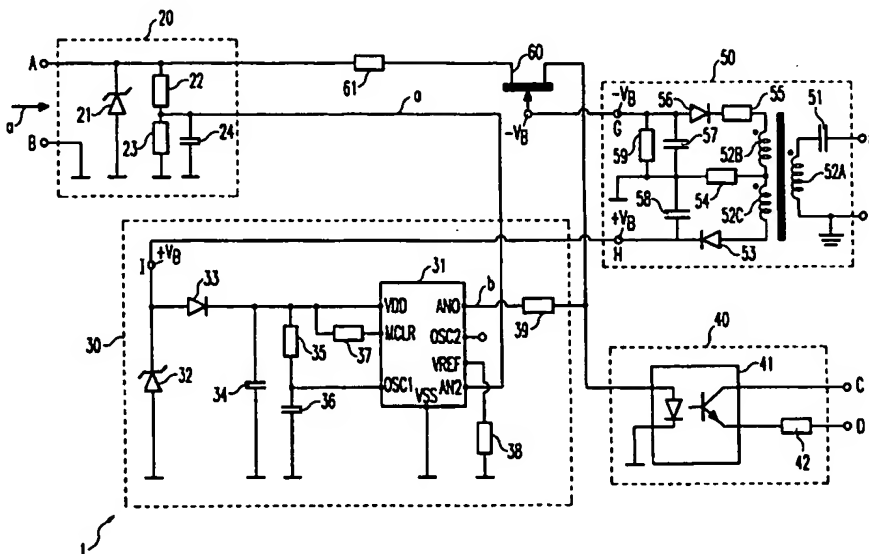 20
50
A
60
a
B
21
22
23
24
61
a
-VB
-VB
G
56
55
51
59
57
52B
52A
54
58
52C
+VB
H
53
30
I
+VB
33
31
VDD
AN0
b
39
MCLR
OSC2
VREF
OSC1
AN2
VSS
32
34
35
37
36
38
40
41
C
D
42
1